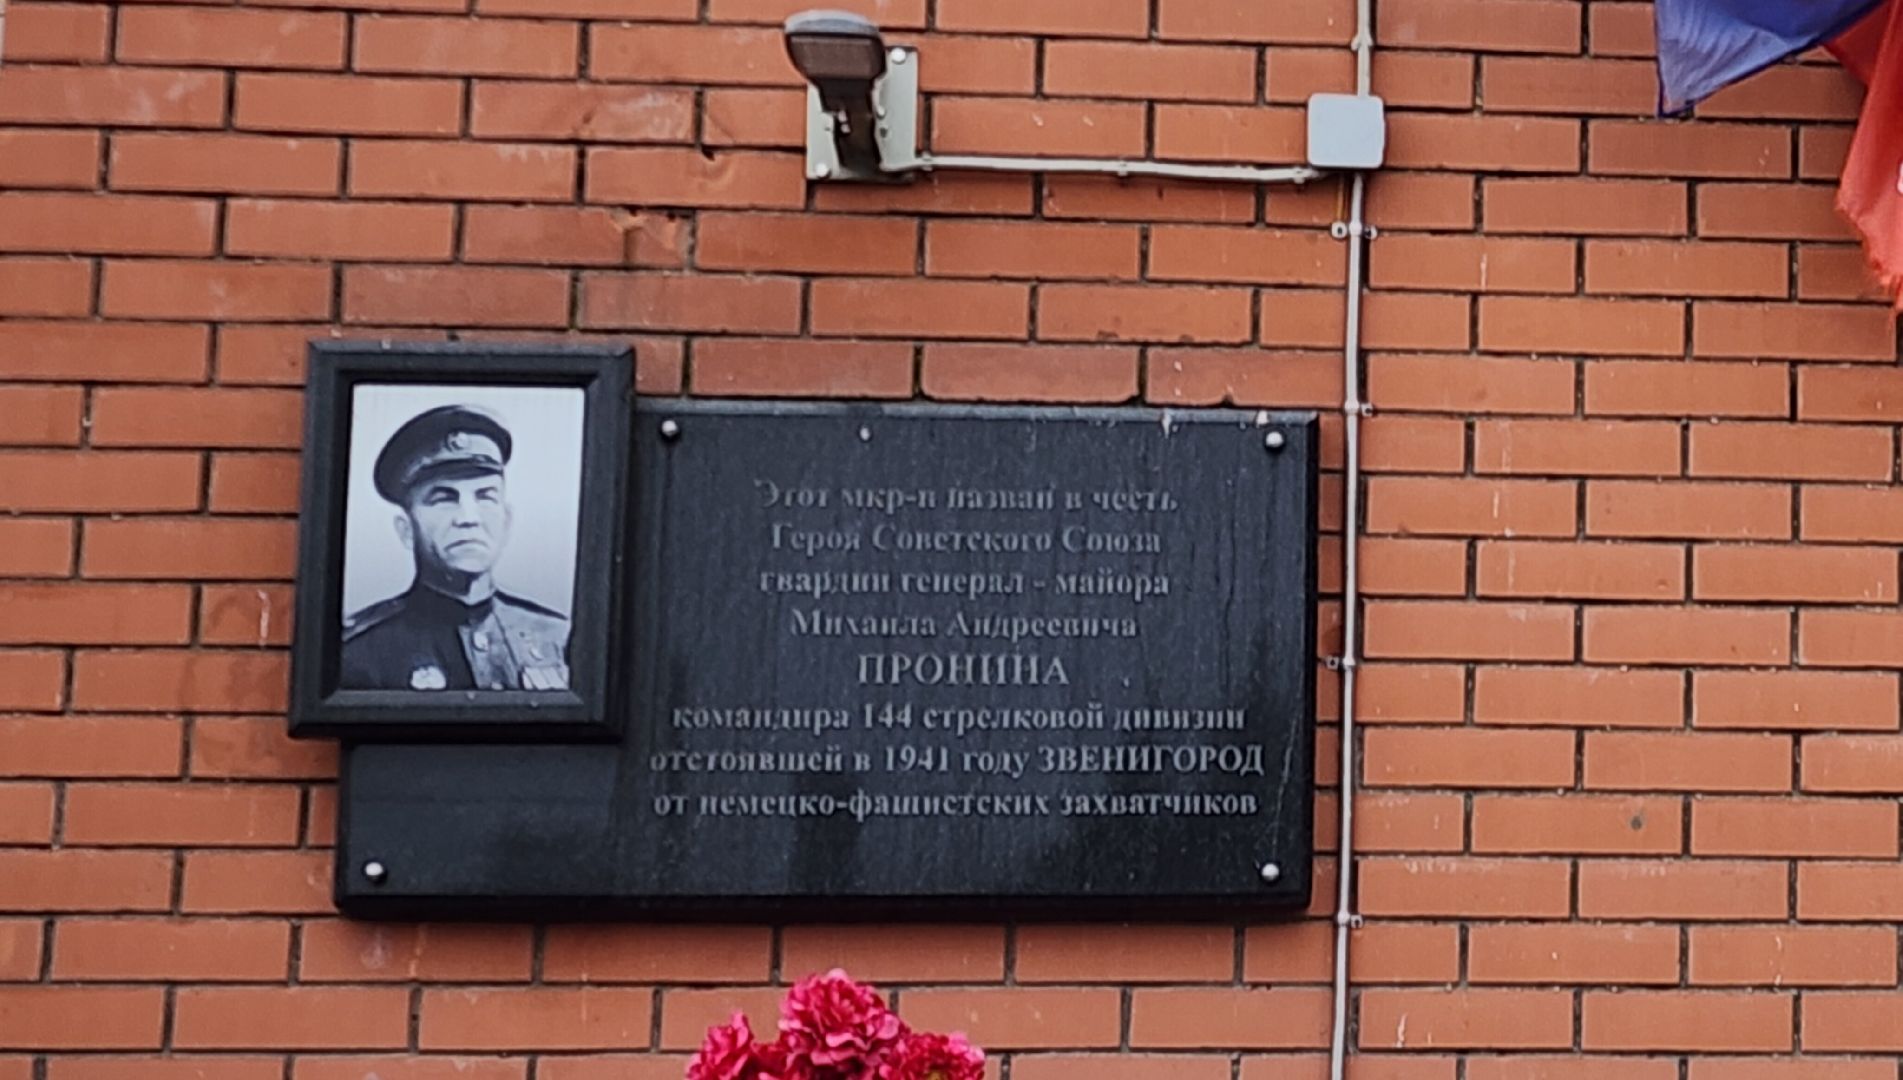 Этот мкр-н назван в честь
Героя Советского Союза
гвардии генерал - майора
Михаила Андреевича
ПРОНИНА
командира 144 стрелковой дивизии
отстоявшей в 1941 году ЗВЕНИГОРОД
от немецко-фашистских захватчиков